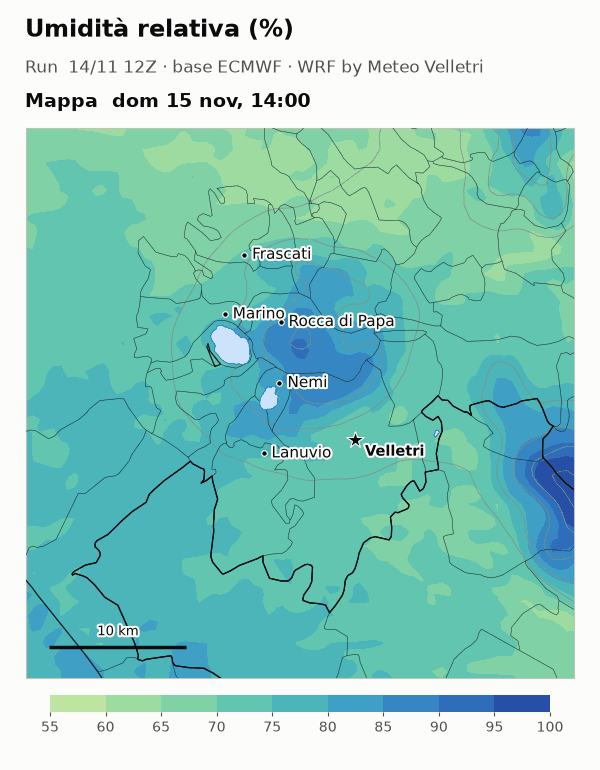 Umidità relativa (%)
Run  14/11 12Z · base ECMWF · WRF by Meteo Velletri
Mappa  dom 15 nov, 14:00
Frascati
Marino
Rocca di Papa
Nemi
Velletri
Lanuvio
10 km
55 60 65 70 75 80 85 90 95 100